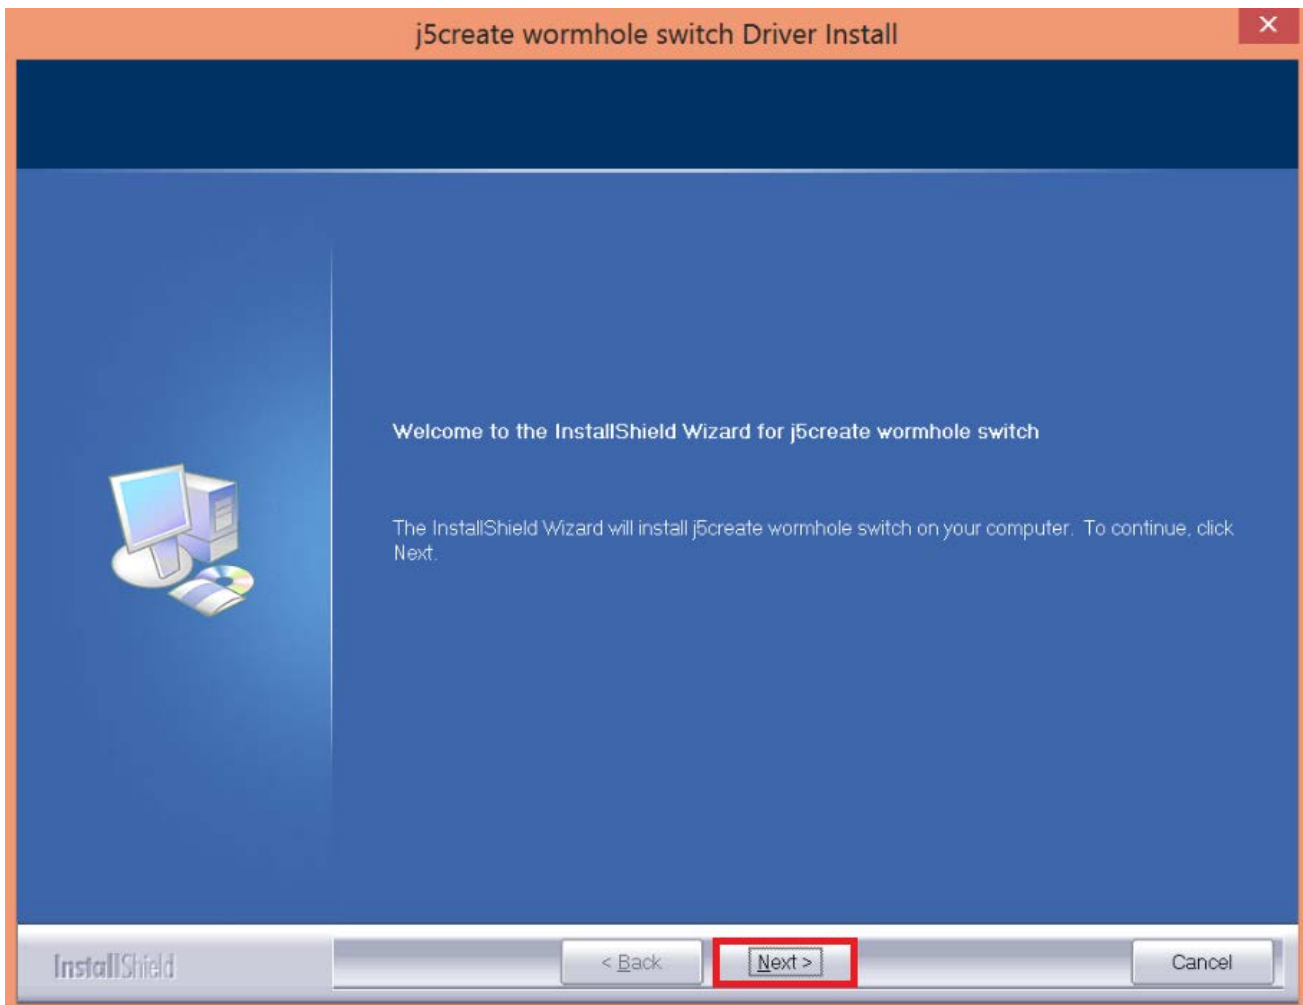 j5create wormhole switch Driver Install
Welcome to the InstallShield Wizard for j5create wormhole switch
The InstallShield Wizard will install j5create wormhole switch on your computer.  To continue, click
Next.
InstallShield
< Back
Next >
Cancel